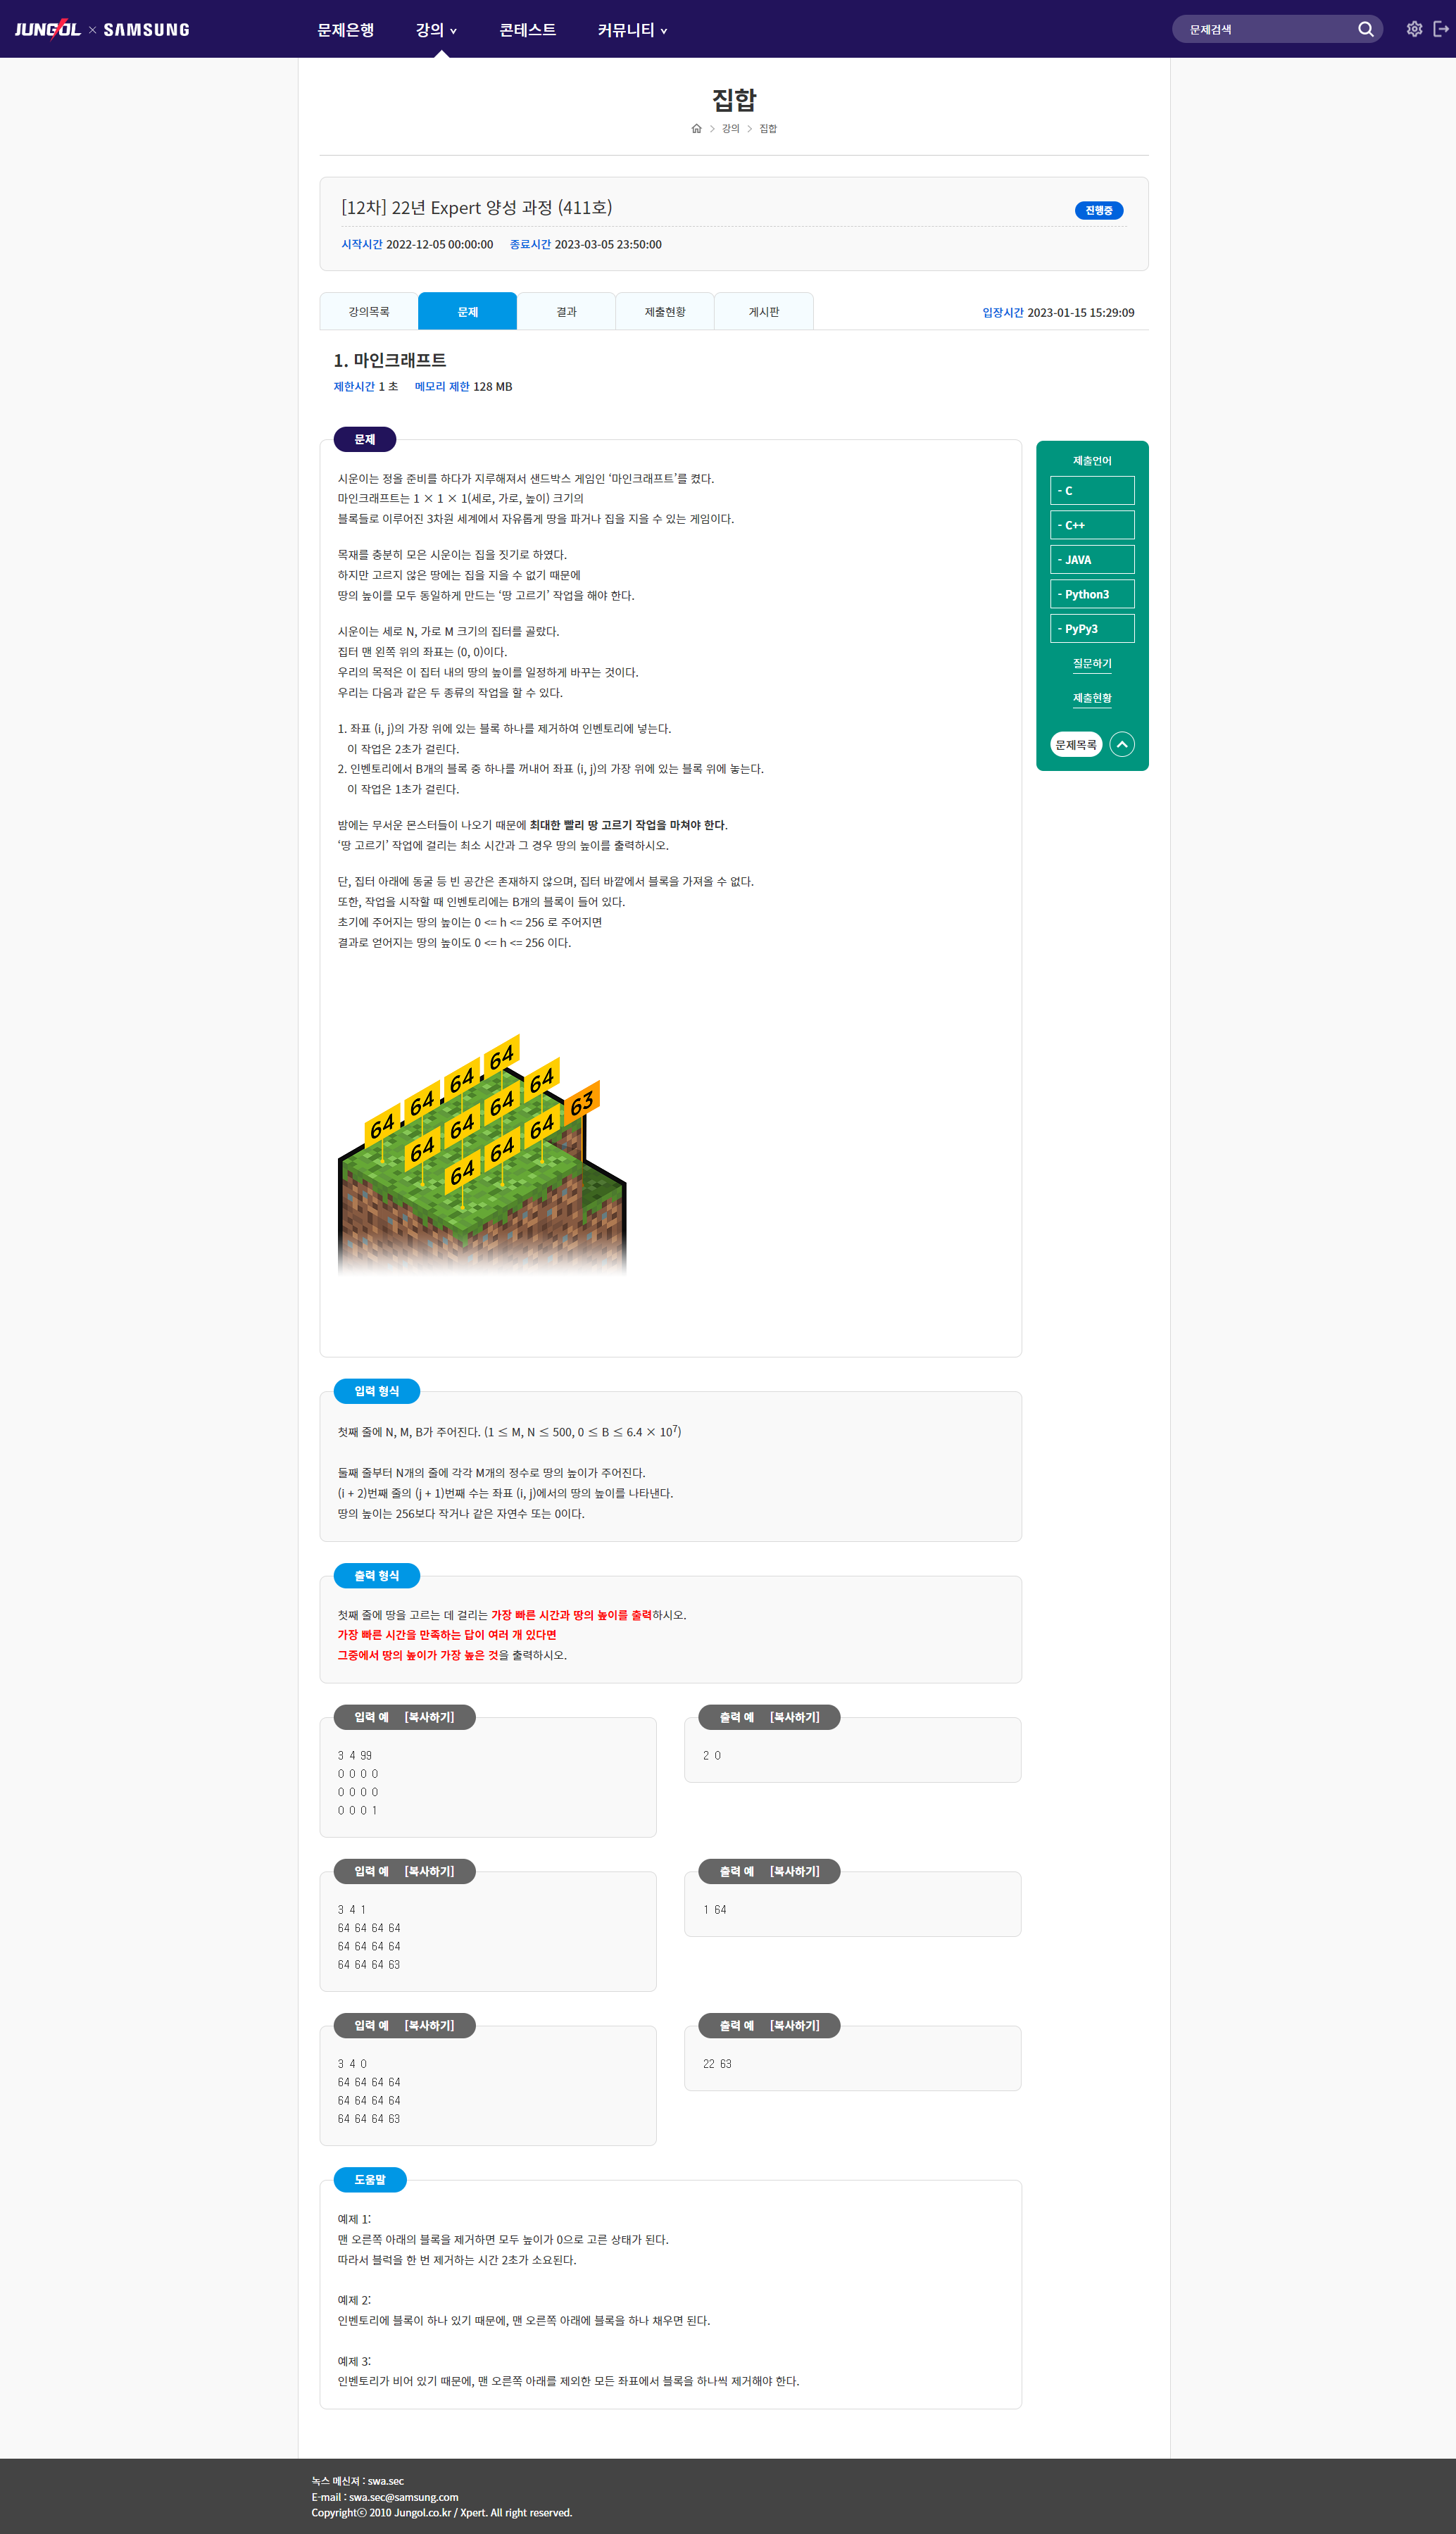 JUNGOL × SAMSUNG
문제은행 강의 콘테스트 커뮤니티
문제검색
집합
강의 > 집합
[12차] 22년 Expert 양성 과정 (411호)
진행중
시작시간 2022-12-05 00:00:00 종료시간 2023-03-05 23:50:00
강의목록 문제 결과 제출현황 게시판
입장시간 2023-01-15 15:29:09
1. 마인크래프트
제한시간 1 초 메모리 제한 128 MB
문제
시운이는 정올 준비를 하다가 지루해져서 샌드박스 게임인 ‘마인크래프트’를 켰다.
마인크래프트는 1 × 1 × 1(세로, 가로, 높이) 크기의
블록들로 이루어진 3차원 세계에서 자유롭게 땅을 파거나 집을 지을 수 있는 게임이다.
목재를 충분히 모은 시운이는 집을 짓기로 하였다.
하지만 고르지 않은 땅에는 집을 지을 수 없기 때문에
땅의 높이를 모두 동일하게 만드는 ‘땅 고르기’ 작업을 해야 한다.
시운이는 세로 N, 가로 M 크기의 집터를 골랐다.
집터 맨 왼쪽 위의 좌표는 (0, 0)이다.
우리의 목적은 이 집터 내의 땅의 높이를 일정하게 바꾸는 것이다.
우리는 다음과 같은 두 종류의 작업을 할 수 있다.
1. 좌표 (i, j)의 가장 위에 있는 블록 하나를 제거하여 인벤토리에 넣는다.
이 작업은 2초가 걸린다.
2. 인벤토리에서 B개의 블록 중 하나를 꺼내어 좌표 (i, j)의 가장 위에 있는 블록 위에 놓는다.
이 작업은 1초가 걸린다.
밤에는 무서운 몬스터들이 나오기 때문에 최대한 빨리 땅 고르기 작업을 마쳐야 한다.
‘땅 고르기’ 작업에 걸리는 최소 시간과 그 경우 땅의 높이를 출력하시오.
단, 집터 아래에 동굴 등 빈 공간은 존재하지 않으며, 집터 바깥에서 블록을 가져올 수 없다.
또한, 작업을 시작할 때 인벤토리에는 B개의 블록이 들어 있다.
초기에 주어지는 땅의 높이는 0 <= h <= 256 로 주어지면
결과로 얻어지는 땅의 높이도 0 <= h <= 256 이다.
64
64
64 64
64 64 63
64 64 64
64 64
64
제출언어
- C
- C++
- JAVA
- Python3
- PyPy3
질문하기
제출현황
문제목록
입력 형식
첫째 줄에 N, M, B가 주어진다. (1 ≤ M, N ≤ 500, 0 ≤ B ≤ 6.4 × 10⁷)
둘째 줄부터 N개의 줄에 각각 M개의 정수로 땅의 높이가 주어진다.
(i + 2)번째 줄의 (j + 1)번째 수는 좌표 (i, j)에서의 땅의 높이를 나타낸다.
땅의 높이는 256보다 작거나 같은 자연수 또는 0이다.
출력 형식
첫째 줄에 땅을 고르는 데 걸리는 가장 빠른 시간과 땅의 높이를 출력하시오.
가장 빠른 시간을 만족하는 답이 여러 개 있다면
그중에서 땅의 높이가 가장 높은 것을 출력하시오.
입력 예 [복사하기]
3 4 99
0 0 0 0
0 0 0 0
0 0 0 1
출력 예 [복사하기]
2 0
입력 예 [복사하기]
3 4 1
64 64 64 64
64 64 64 64
64 64 64 63
출력 예 [복사하기]
1 64
입력 예 [복사하기]
3 4 0
64 64 64 64
64 64 64 64
64 64 64 63
출력 예 [복사하기]
22 63
도움말
예제 1:
맨 오른쪽 아래의 블록을 제거하면 모두 높이가 0으로 고른 상태가 된다.
따라서 블럭을 한 번 제거하는 시간 2초가 소요된다.
예제 2:
인벤토리에 블록이 하나 있기 때문에, 맨 오른쪽 아래에 블록을 하나 채우면 된다.
예제 3:
인벤토리가 비어 있기 때문에, 맨 오른쪽 아래를 제외한 모든 좌표에서 블록을 하나씩 제거해야 한다.
녹스 메신져 : swa.sec
E-mail : swa.sec@samsung.com
Copyrightⓒ 2010 Jungol.co.kr / Xpert. All right reserved.